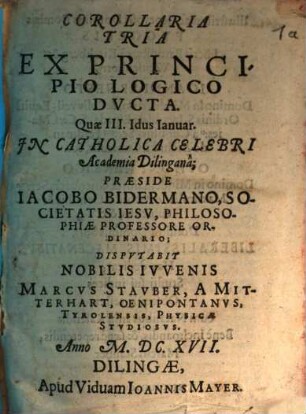 1a
COROLLARIA
TRIA
EX PRINCI-
PIO LOGICO
DVCTA.
Quæ III. Idus Ianuar.
IN CATHOLICA CELEBRI
Academia Dilinganâ;
PRÆSIDE
IACOBO BIDERMANO, SO-
CIETATIS IESV, PHILOSO-
PHIÆ PROFESSORE OR-
DINARIO;
DISPVTABIT
NOBILIS IVVENIS
MARCVS STAVBER, A MIT-
TERHART, OENIPONTANVS,
TYROLENSIS, PHYSICÆ
STVDIOSVS.
Anno M. DC. XVII.
DILINGÆ,
Apud Viduam IOANNIS MAYER.